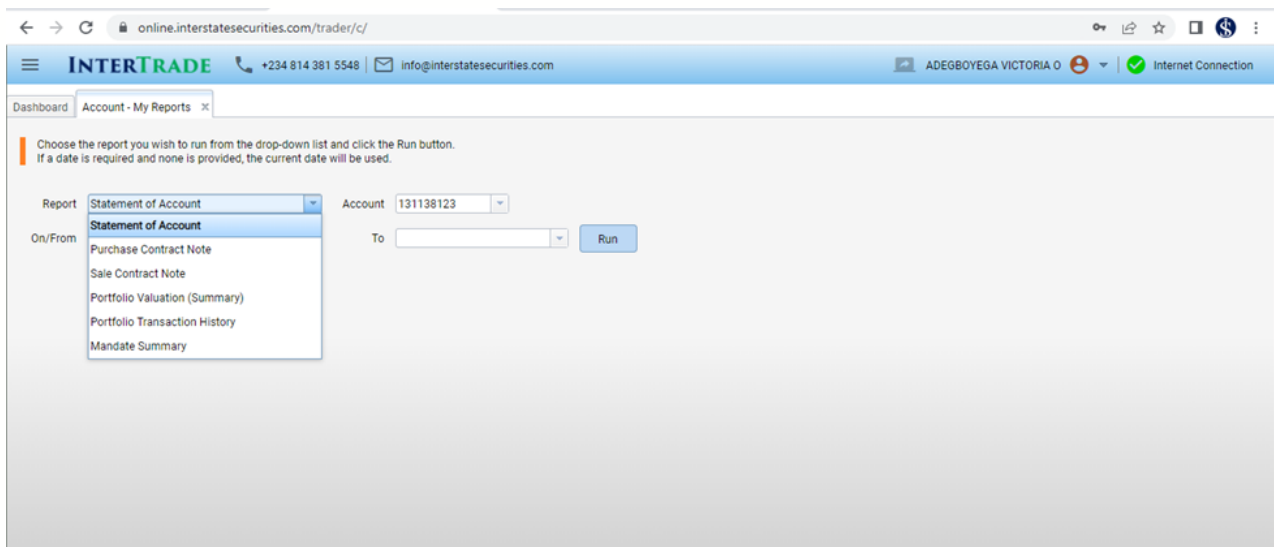 online.interstatesecurities.com/trader/c/
INTERTRADE +234 814 381 5548 info@interstatesecurities.com ADEGBOYEGA VICTORIA O Internet Connection
Dashboard Account - My Reports
Choose the report you wish to run from the drop-down list and click the Run button.
If a date is required and none is provided, the current date will be used.
Report Statement of Account Account 131138123
Statement of Account
On/From To Run
Purchase Contract Note
Sale Contract Note
Portfolio Valuation (Summary)
Portfolio Transaction History
Mandate Summary